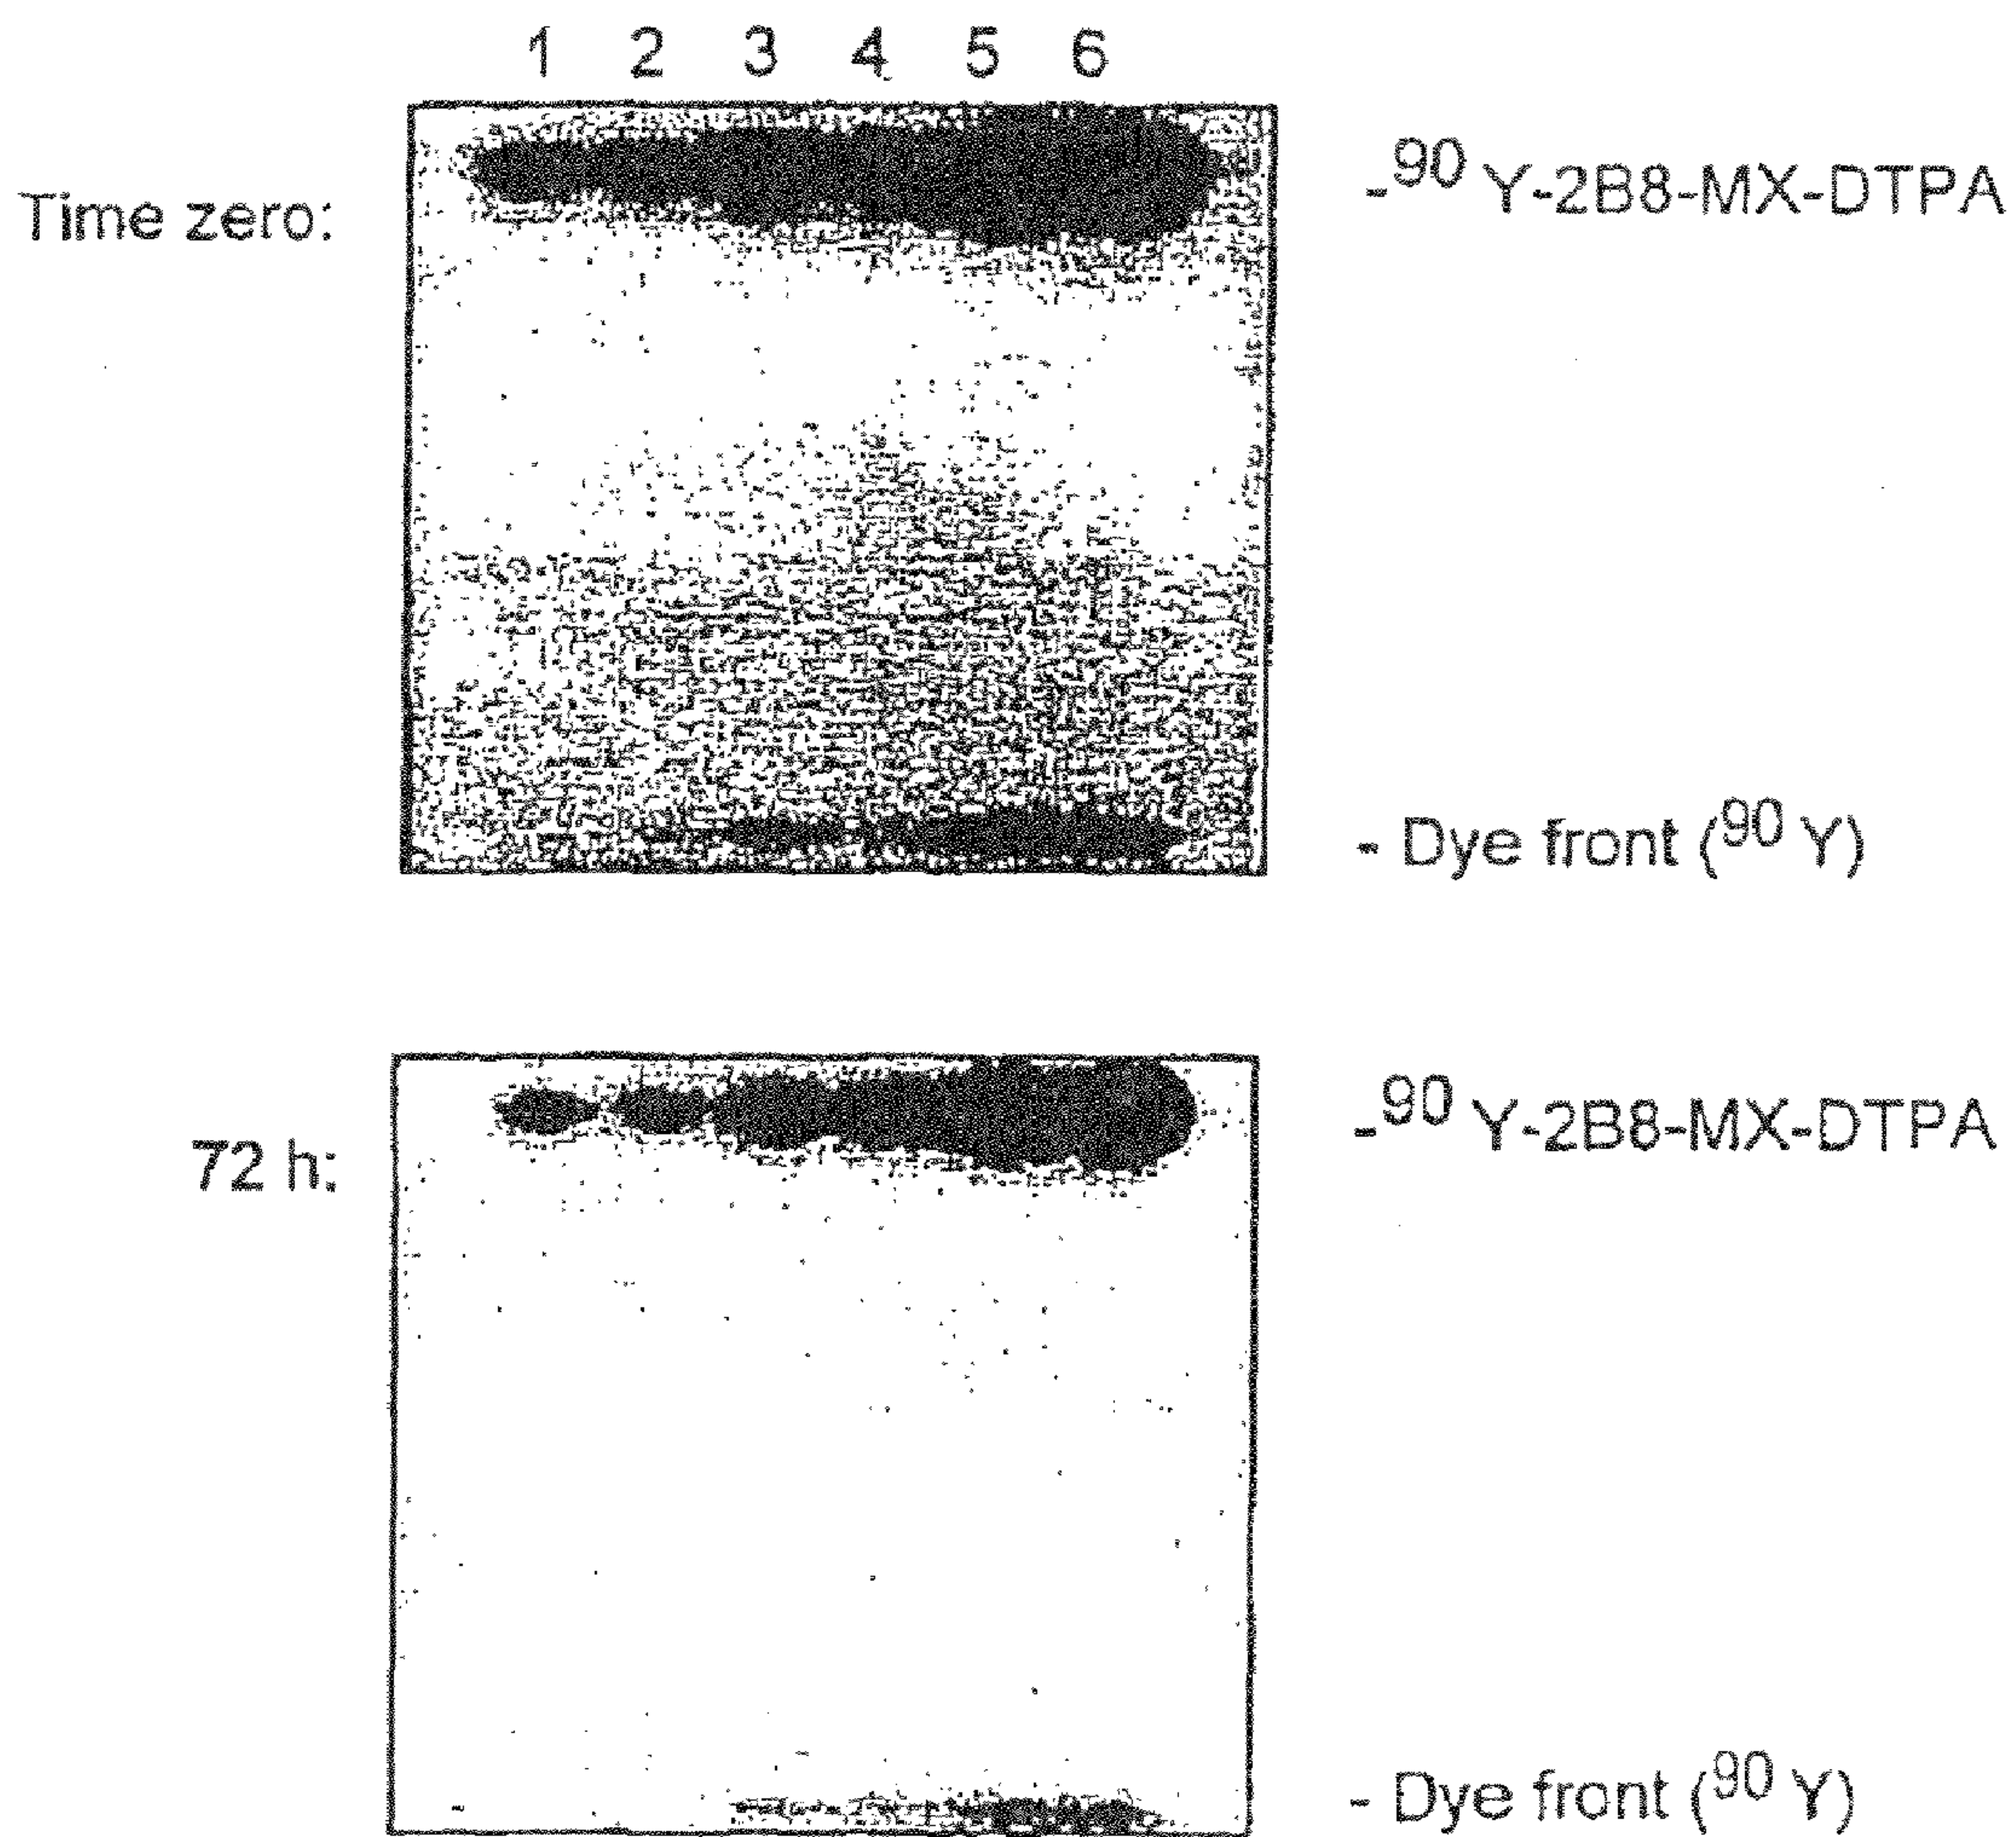 1 2 3 4 5 6
Time zero:
-90 Y-2B8-MX-DTPA
- Dye front (90 Y)
72 h:
-90 Y-2B8-MX-DTPA
- Dye front (90 Y)